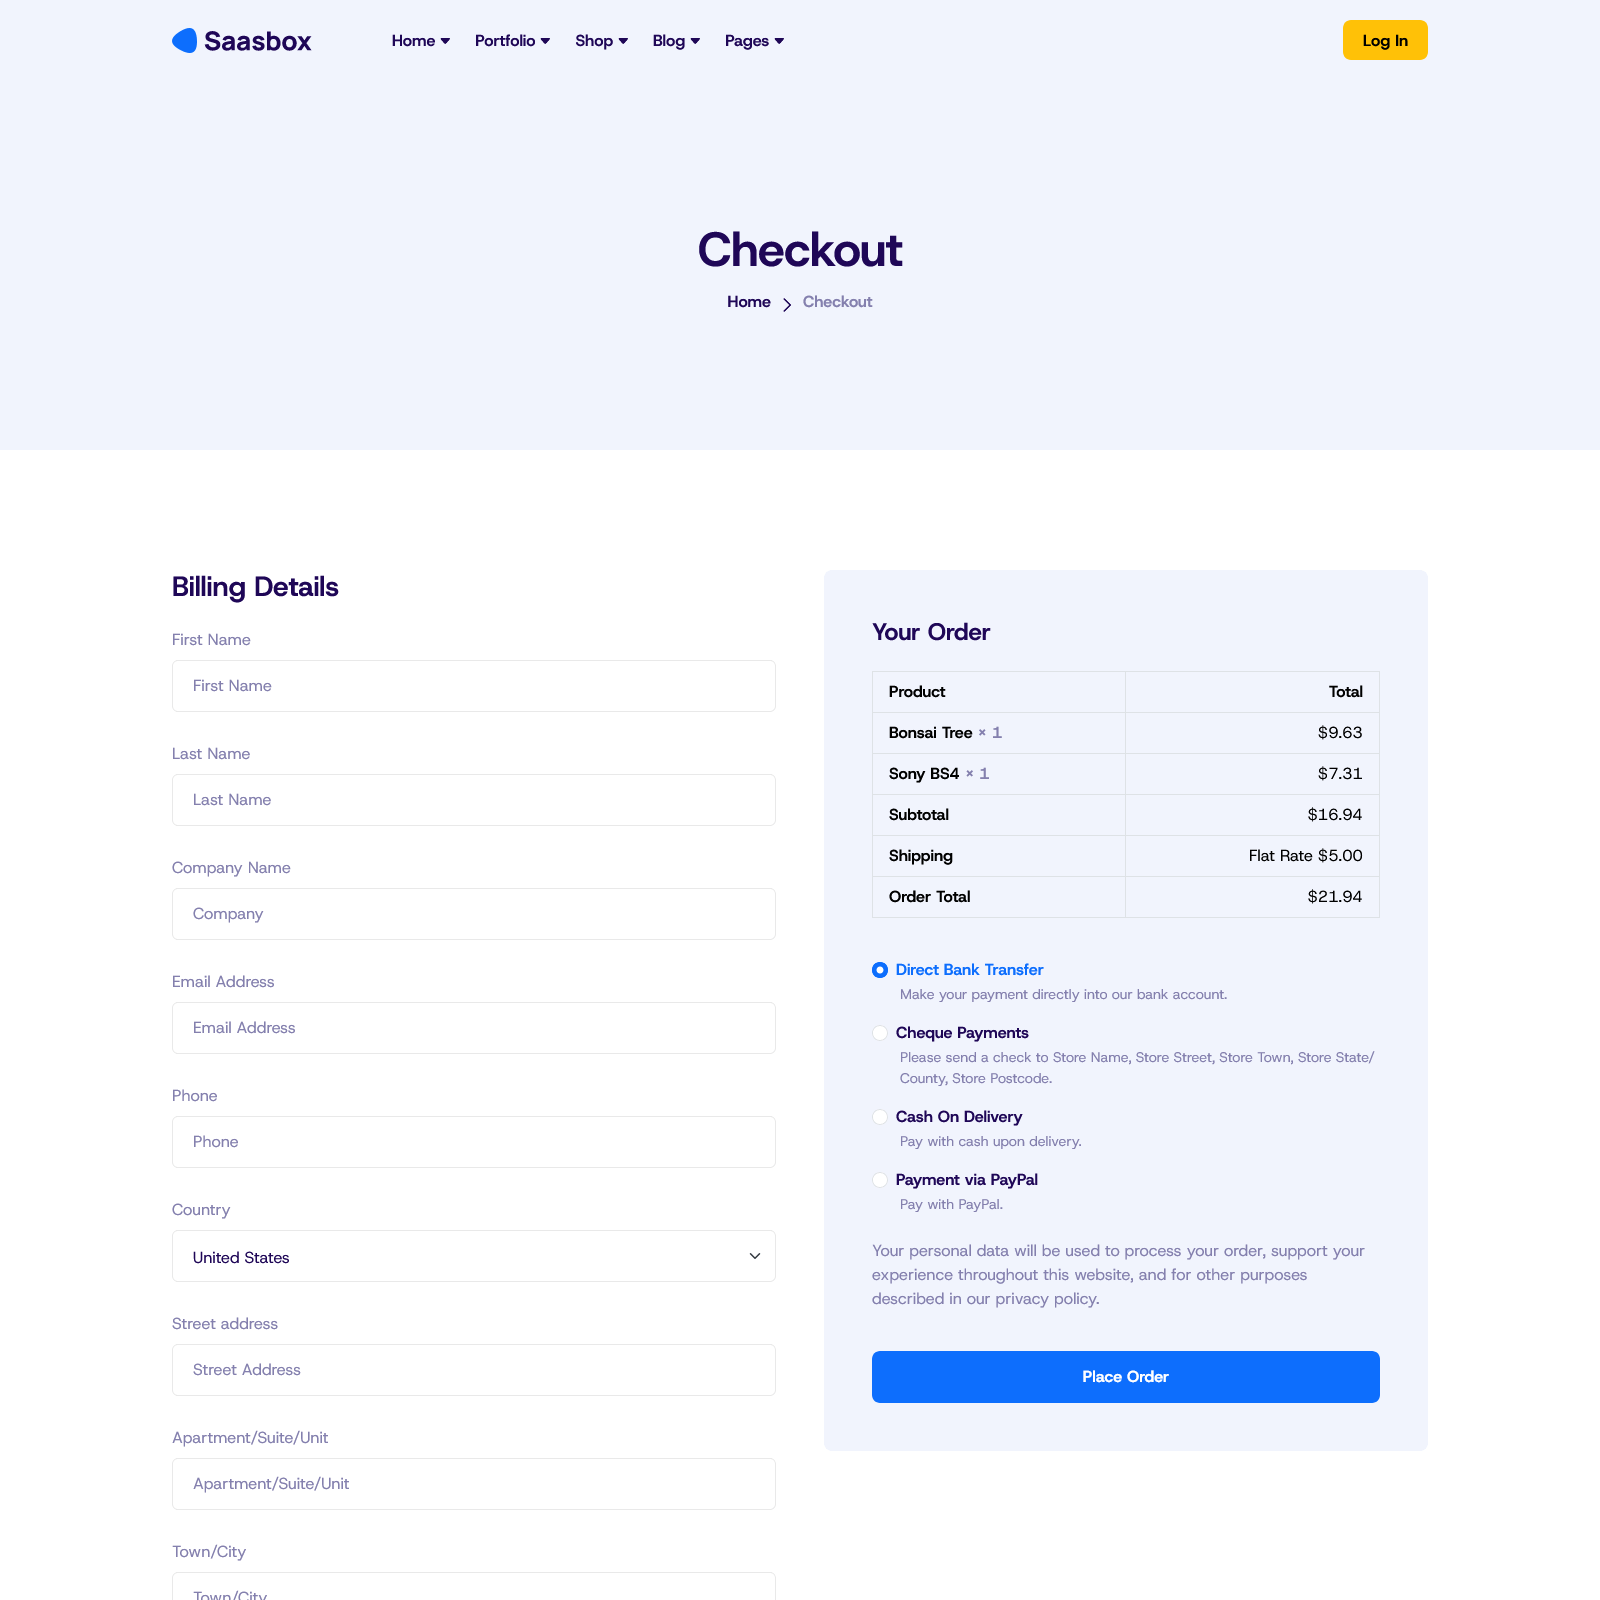 Saasbox
Home
Portfolio
Shop
Blog
Pages
Log In
Checkout
Home
Checkout
Billing Details
First Name
First Name
Last Name
Last Name
Company Name
Company
Email Address
Email Address
Phone
Phone
Country
United States
Street address
Street Address
Apartment/Suite/Unit
Apartment/Suite/Unit
Town/City
Town/City
Your Order
Product Total
Bonsai Tree × 1 $9.63
Sony BS4 × 1 $7.31
Subtotal $16.94
Shipping Flat Rate $5.00
Order Total $21.94
Direct Bank Transfer
Make your payment directly into our bank account.
Cheque Payments
Please send a check to Store Name, Store Street, Store Town, Store State/
County, Store Postcode.
Cash On Delivery
Pay with cash upon delivery.
Payment via PayPal
Pay with PayPal.
Your personal data will be used to process your order, support your
experience throughout this website, and for other purposes
described in our privacy policy.
Place Order